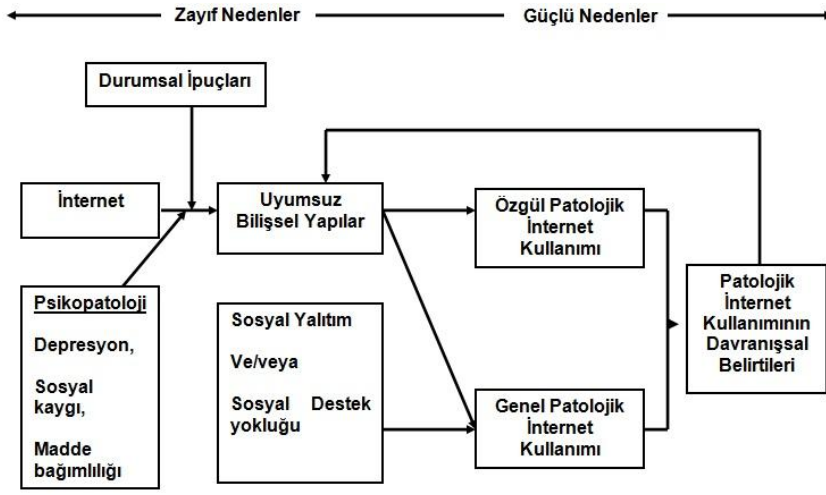 Zayıf Nedenler
Güçlü Nedenler
Durumsal İpuçları
İnternet
Uyumsuz
Bilişsel Yapılar
Özgül Patolojik
İnternet
Kullanımı
Psikopatoloji
Depresyon,
Sosyal
kaygı,
Madde
bağımlılığı
Sosyal Yalıtım
Ve/veya
Sosyal Destek
yokluğu
Genel Patolojik
İnternet
Kullanımı
Patolojik
İnternet
Kullanımının
Davranışsal
Belirtileri